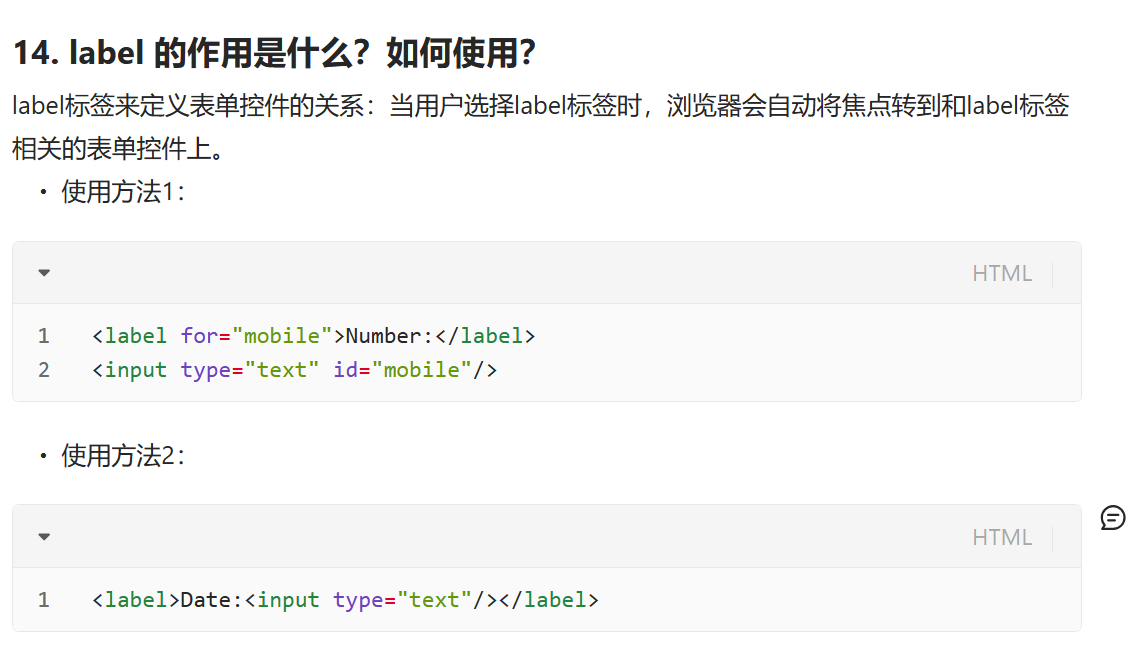 14. label 的作用是什么？如何使用？
label标签来定义表单控件的关系：当用户选择label标签时，浏览器会自动将焦点转到和label标签
相关的表单控件上。
• 使用方法1：
HTML
1 <label for="mobile">Number:</label>
2 <input type="text" id="mobile"/>
• 使用方法2：
HTML
1 <label>Date:<input type="text"/></label>